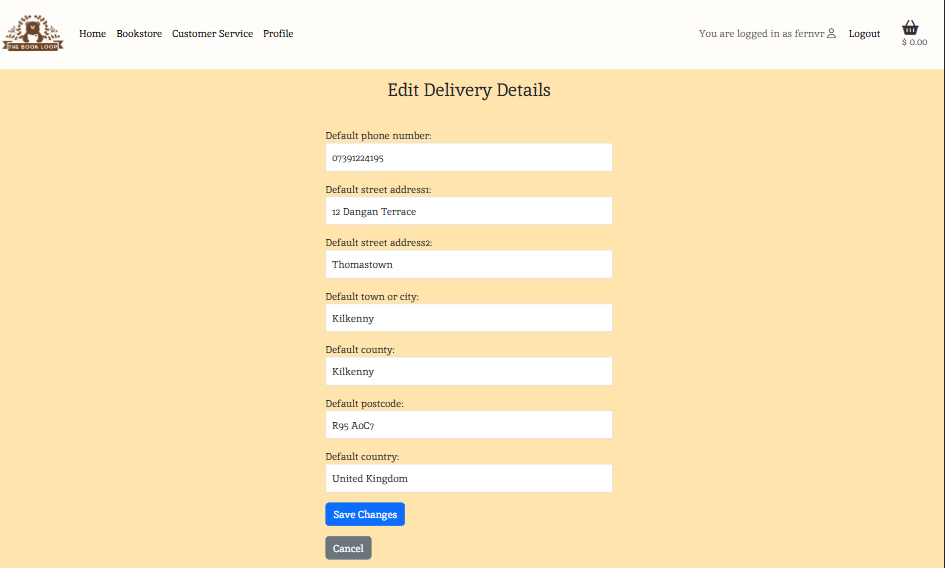 THE BOOK LOOP
Home Bookstore Customer Service Profile
You are logged in as fernvr Logout
$ 0.00
Edit Delivery Details
Default phone number:
07391224195
Default street address1:
12 Dangan Terrace
Default street address2:
Thomastown
Default town or city:
Kilkenny
Default county:
Kilkenny
Default postcode:
R95 A0C7
Default country:
United Kingdom
Save Changes
Cancel